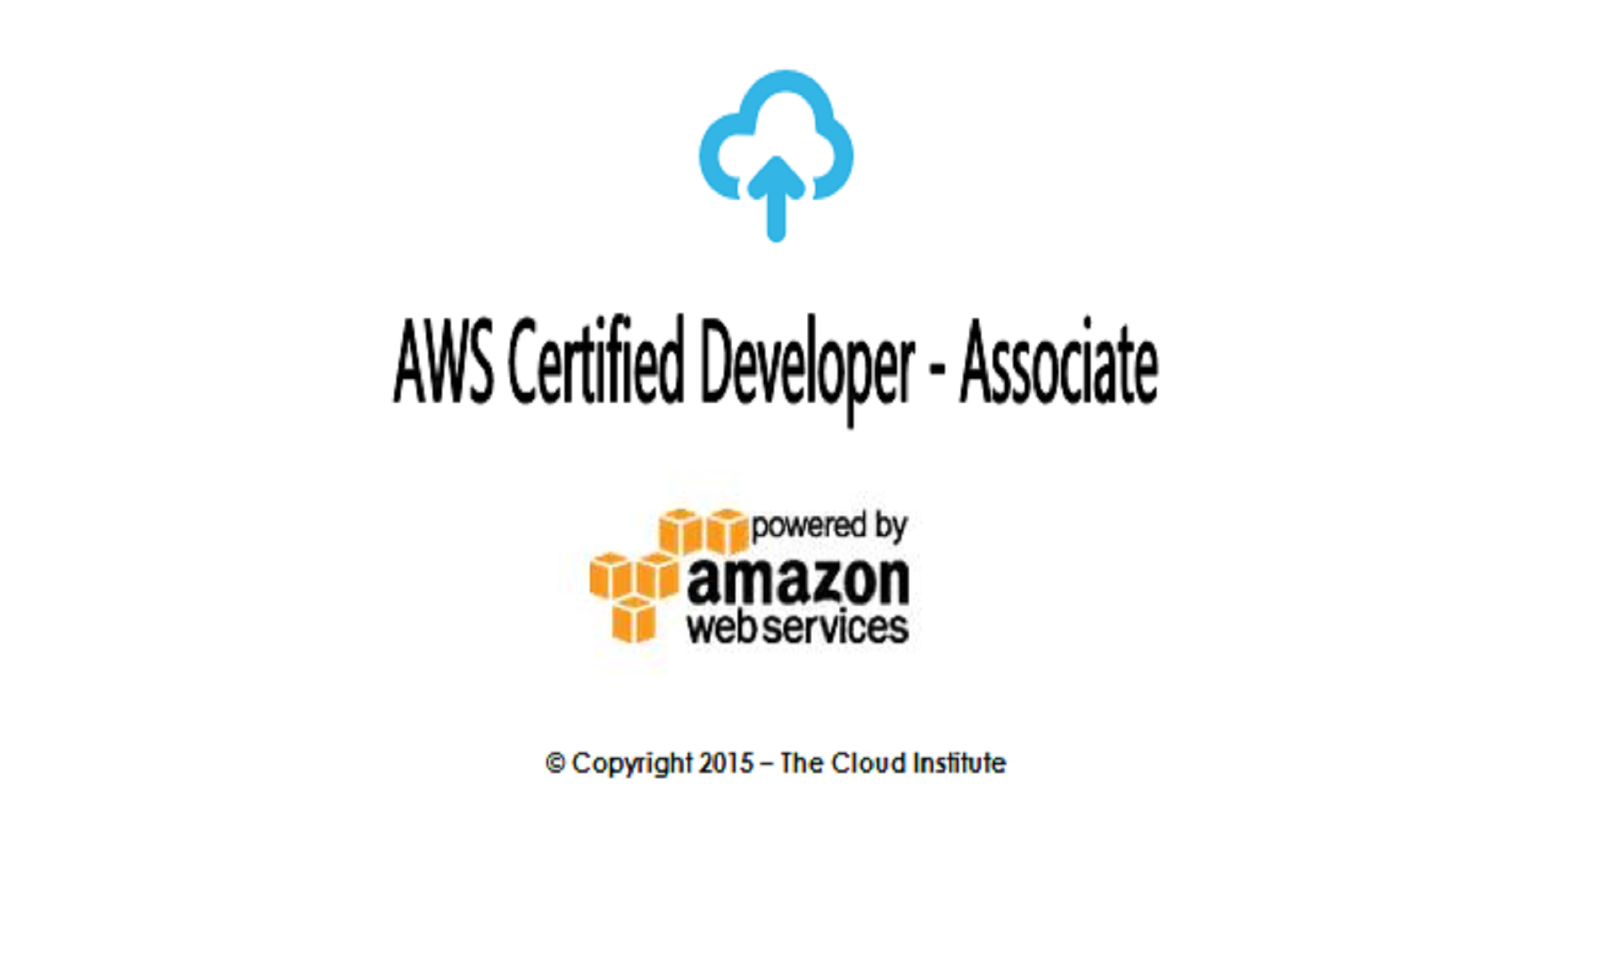 AWS Certified Developer - Associate
powered by
amazon
web services
© Copyright 2015 – The Cloud Institute